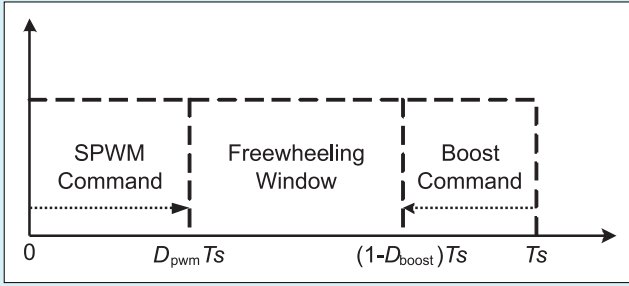 SPWM Command
Freewheeling Window
Boost Command
0
DpwmTs
(1-Dboost)Ts
Ts